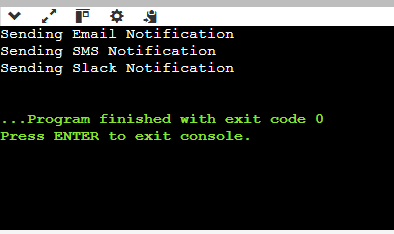 Sending Email Notification
Sending SMS Notification
Sending Slack Notification
...Program finished with exit code 0
Press ENTER to exit console.